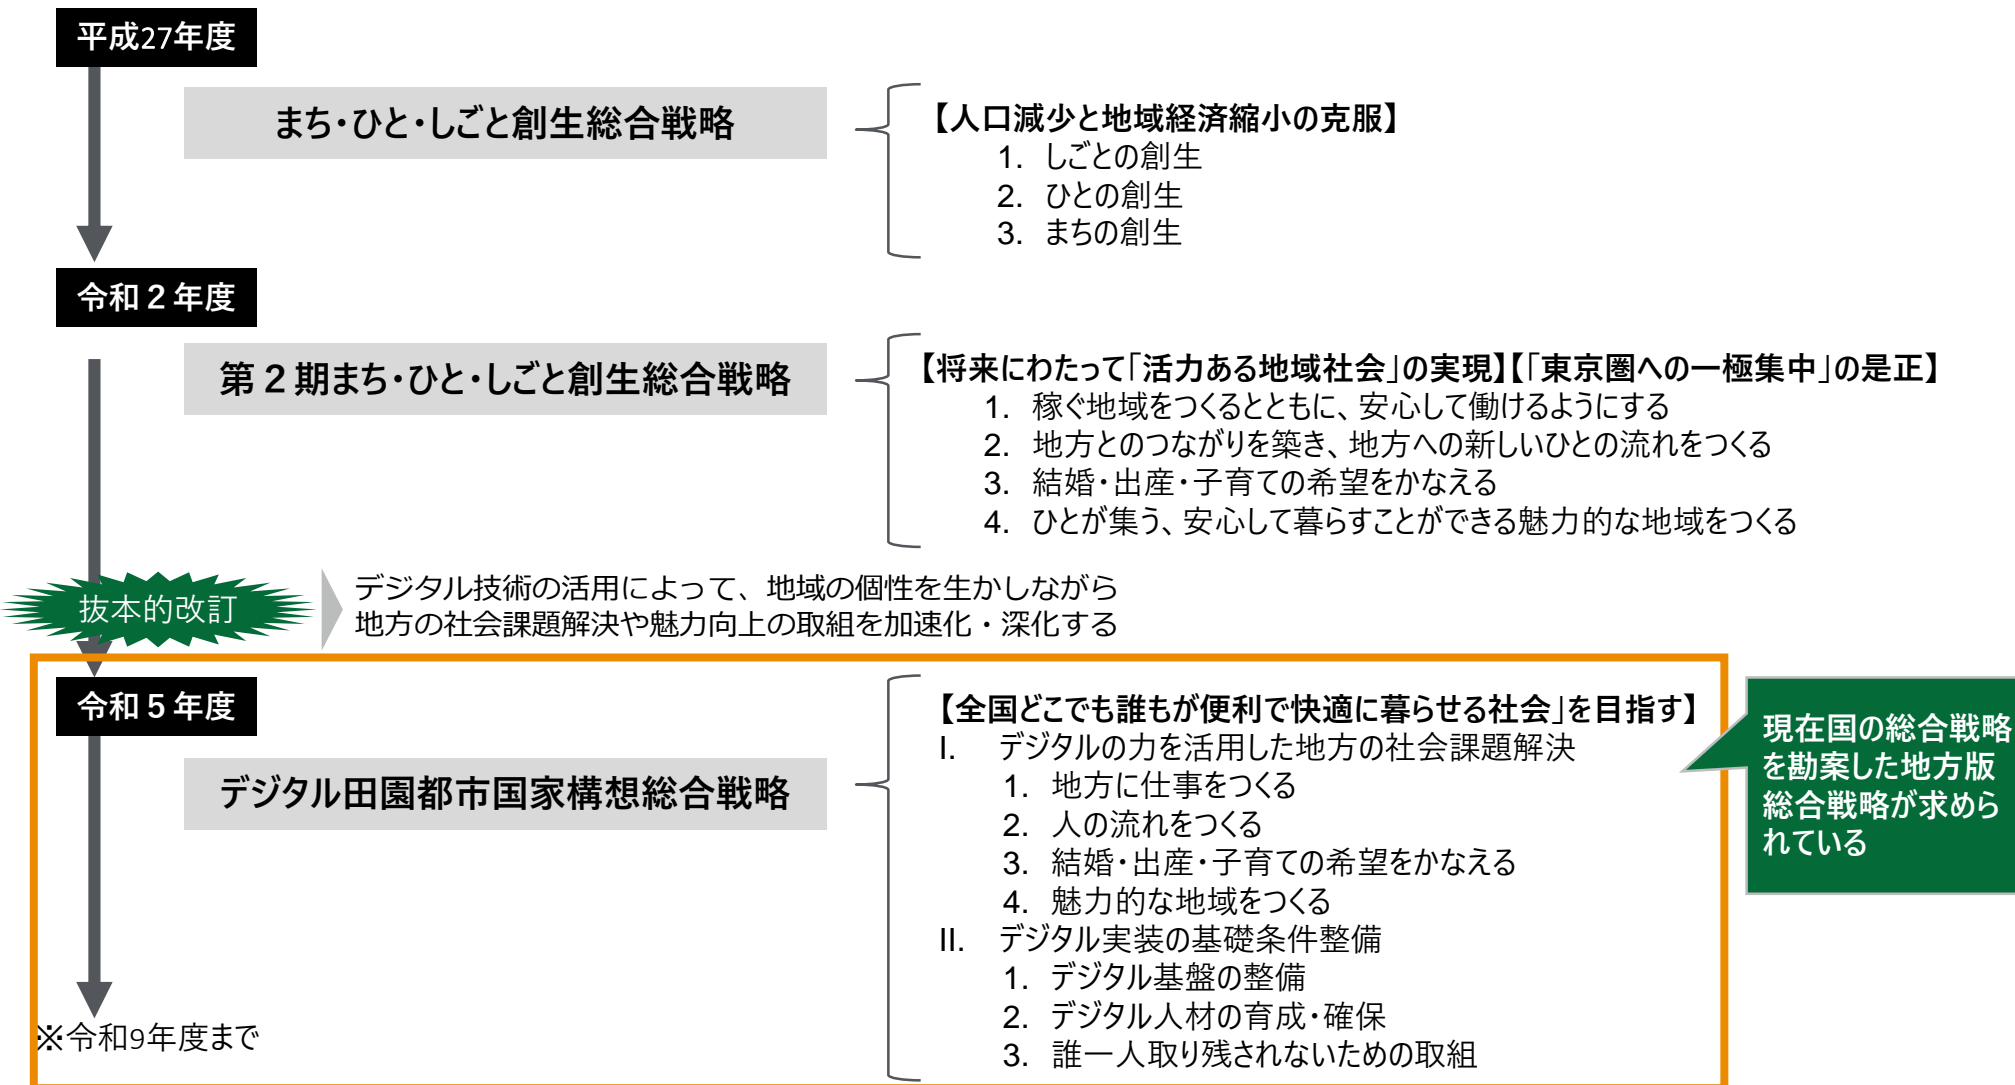 平成27年度
まち・ひと・しごと創生総合戦略
【人口減少と地域経済縮小の克服】
1. しごとの創生
2. ひとの創生
3. まちの創生
令和２年度
第２期まち・ひと・しごと創生総合戦略
【将来にわたって「活力ある地域社会」の実現】【「東京圏への一極集中」の是正】
1. 稼ぐ地域をつくるとともに、安心して働けるようにする
2. 地方とのつながりを築き、地方への新しいひとの流れをつくる
3. 結婚・出産・子育ての希望をかなえる
4. ひとが集う、安心して暮らすことができる魅力的な地域をつくる
抜本的改訂
デジタル技術の活用によって、地域の個性を生かしながら
地方の社会課題解決や魅力向上の取組を加速化・深化する
令和５年度
デジタル田園都市国家構想総合戦略
【全国どこでも誰もが便利で快適に暮らせる社会」を目指す】
I. デジタルの力を活用した地方の社会課題解決
1. 地方に仕事をつくる
2. 人の流れをつくる
3. 結婚・出産・子育ての希望をかなえる
4. 魅力的な地域をつくる
II. デジタル実装の基礎条件整備
1. デジタル基盤の整備
2. デジタル人材の育成・確保
3. 誰一人取り残されないための取組
現在国の総合戦略
を勘案した地方版
総合戦略が求めら
れている
※令和9年度まで